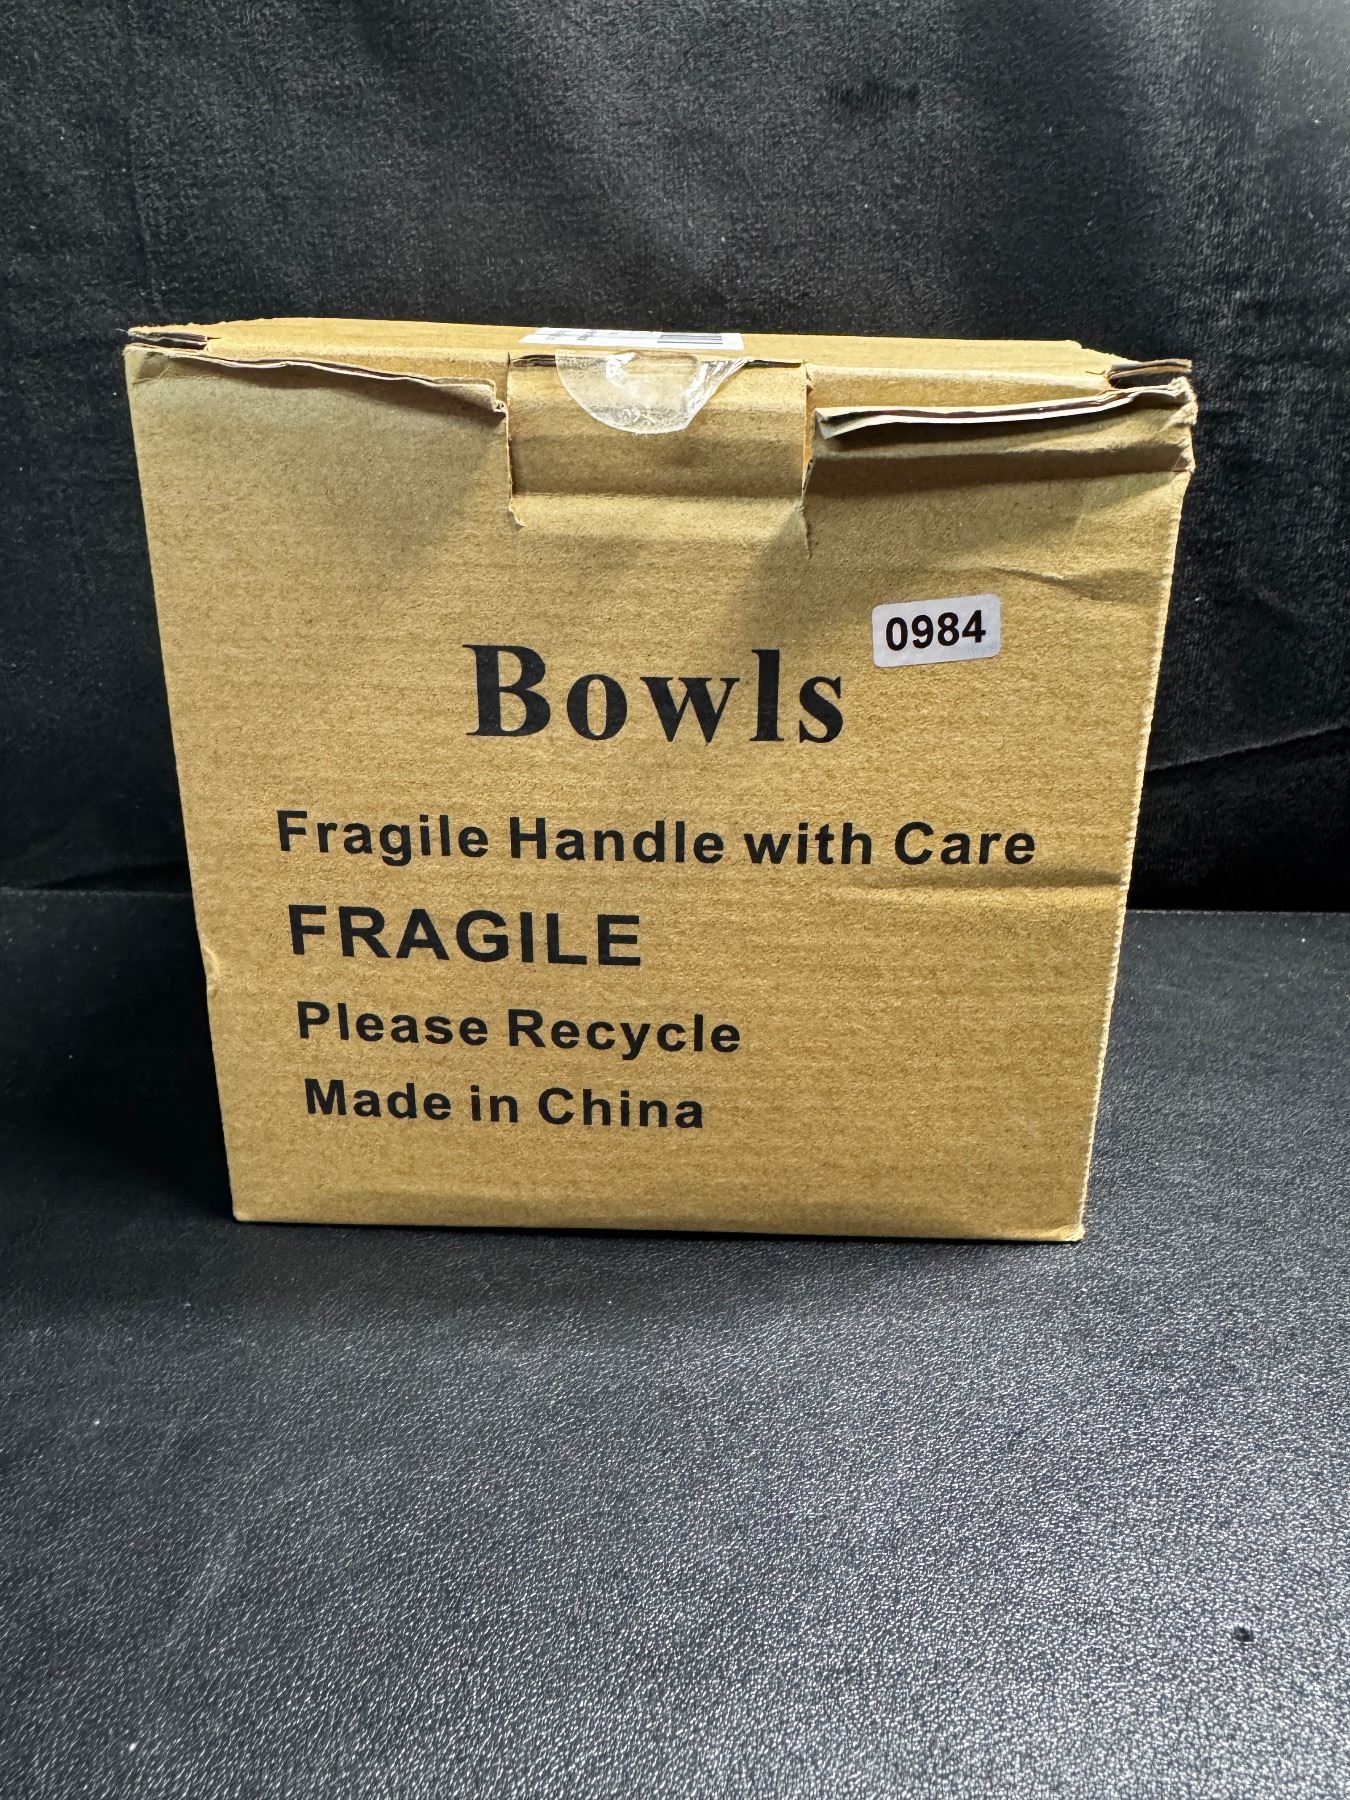 0984
Bowls
Fragile Handle with Care
FRAGILE
Please Recycle
Made in China